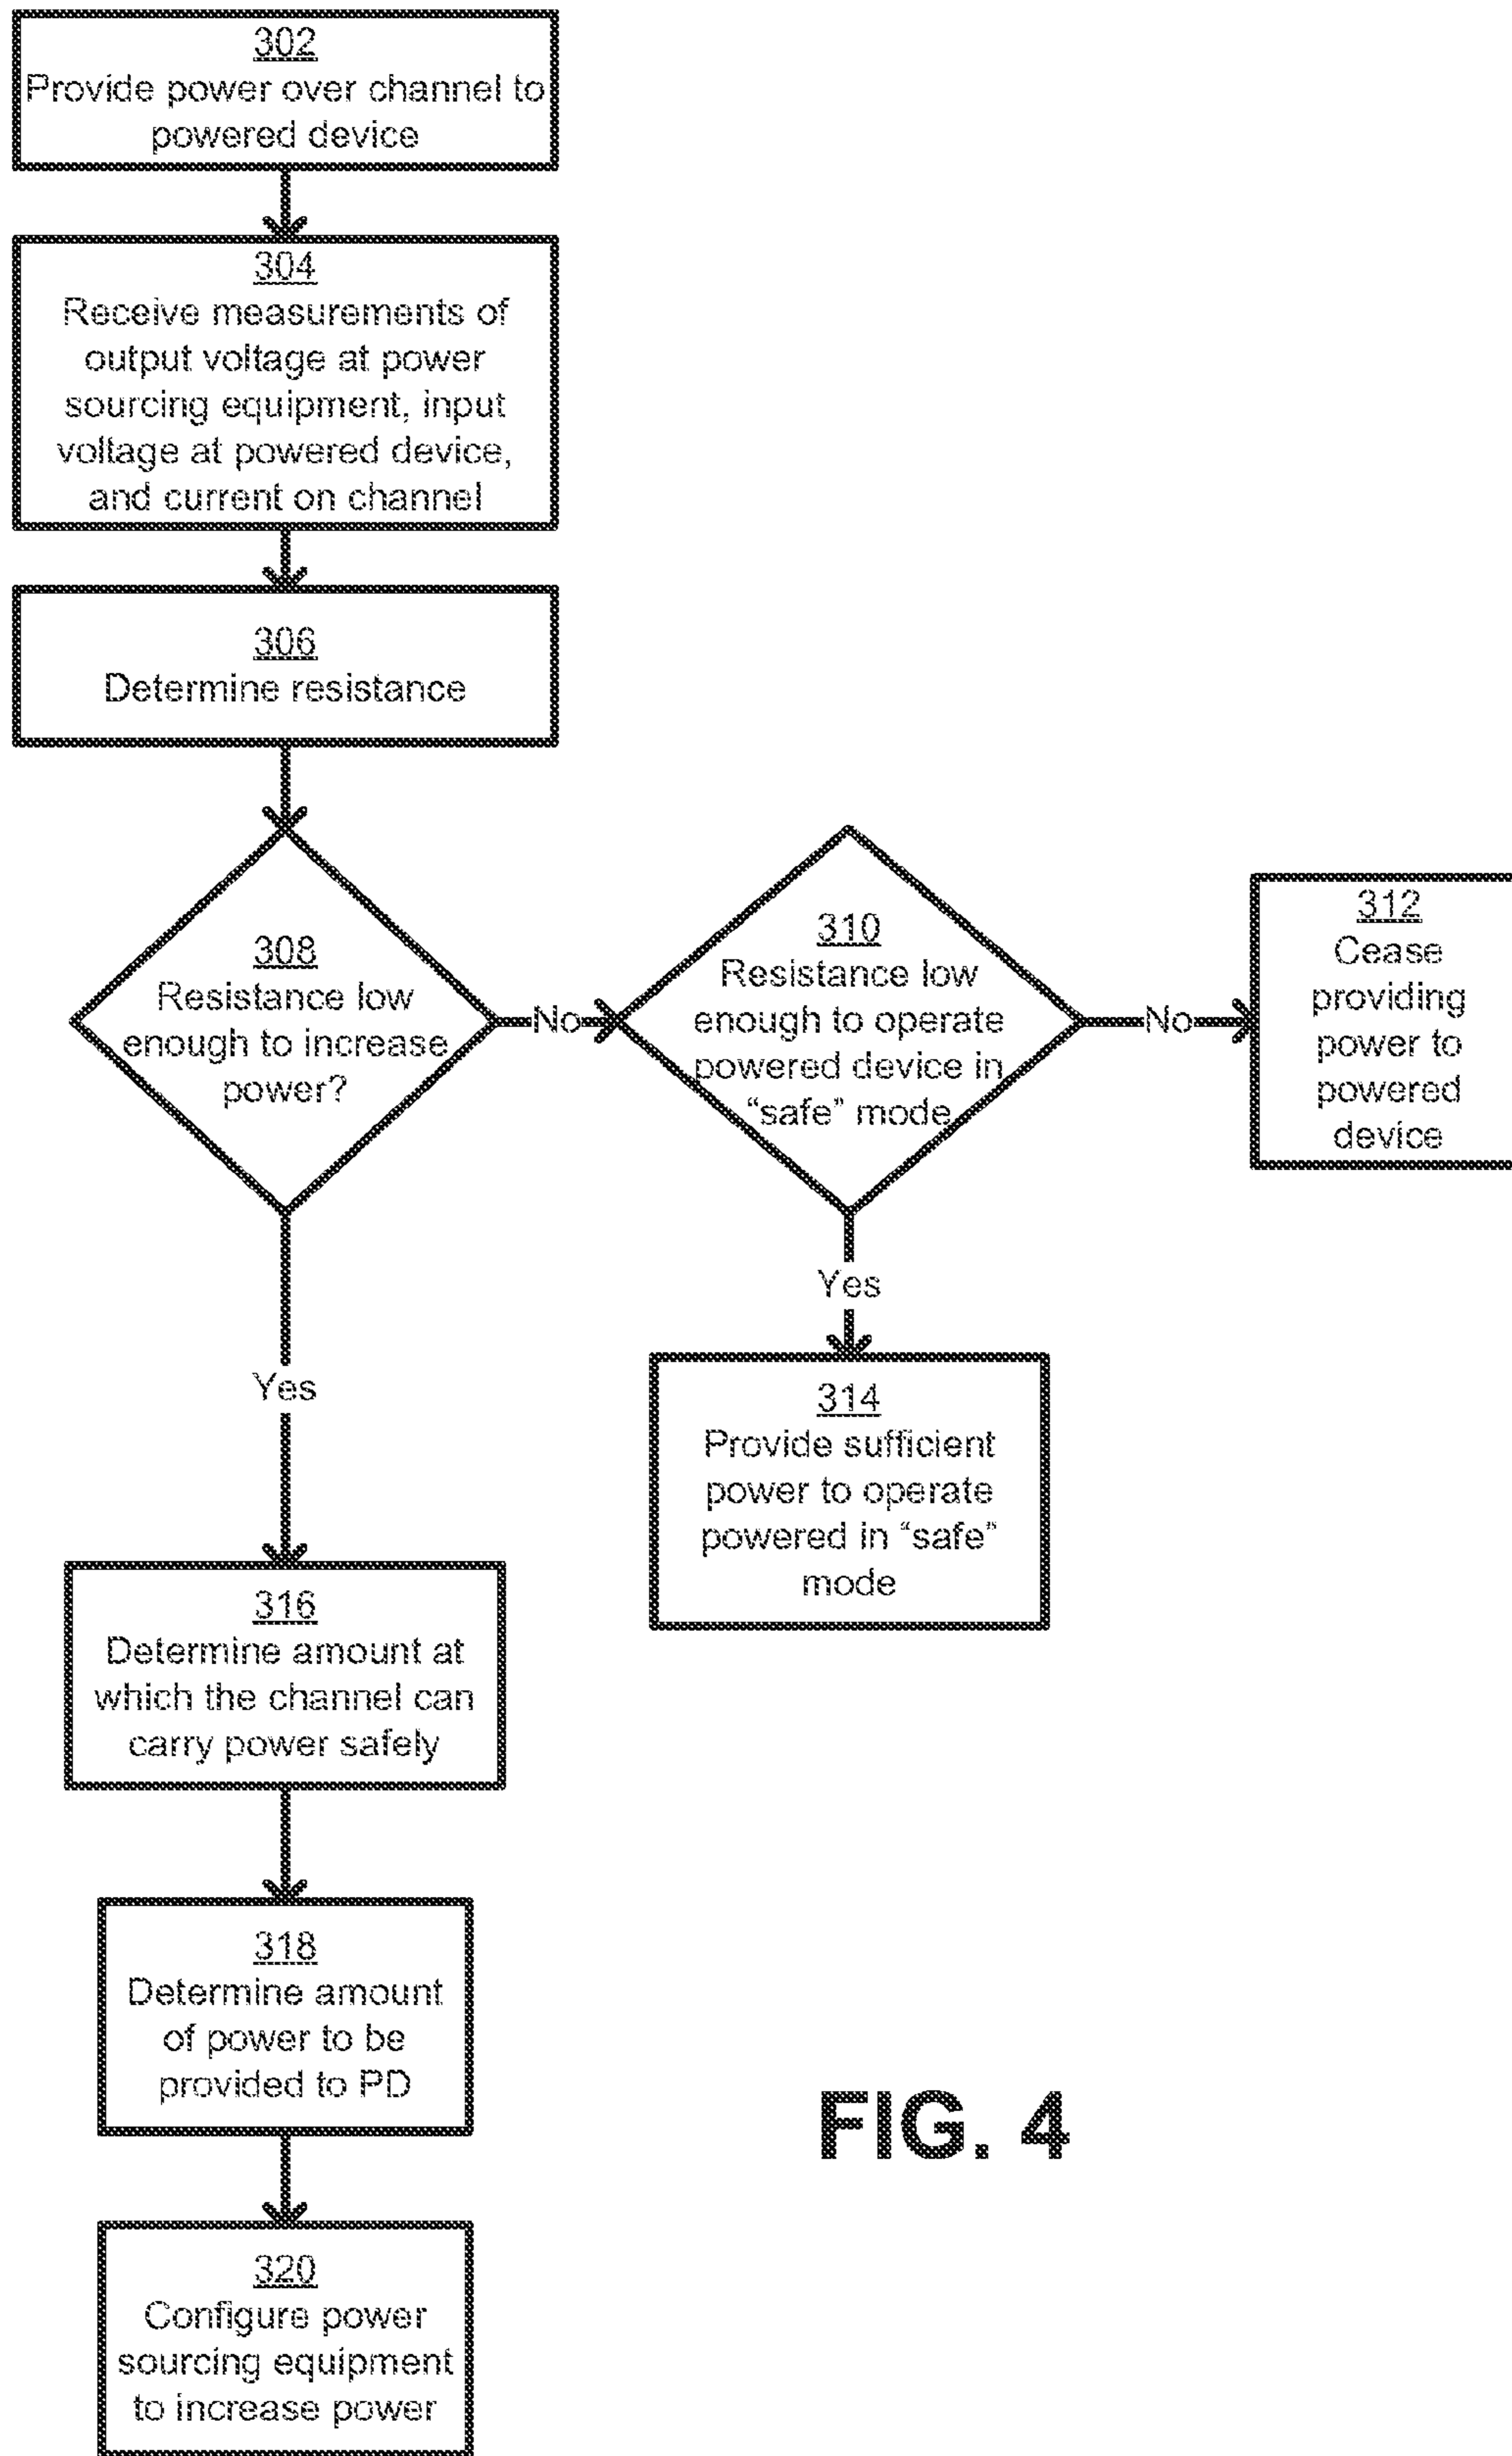 302
Provide power over channel to
powered device
304
Receive measurements of
output voltage at power
sourcing equipment, input
voltage at powered device,
and current on channel
306
Determine resistance
308
Resistance low
enough to increase
power?
No
310
Resistance low
enough to operate
powered device in
“safe” mode
No
312
Cease
providing
power to
powered
device
Yes
314
Provide sufficient
power to operate
powered in “safe”
mode
Yes
316
Determine amount at
which the channel can
carry power safely
318
Determine amount
of power to be
provided to PD
320
Configure power
sourcing equipment
to increase power
FIG. 4